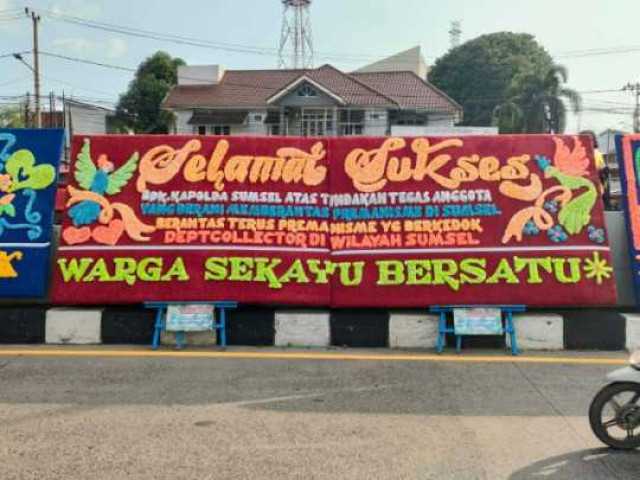 Selamat Sukses
BPK. KAPOLDA SUMSEL ATAS TINDAKAN TEGAS ANGGOTA
YANG BERANI MEMBERANTAS PREMANISME DI SUMSEL
BERANTAS TERUS PREMANISME YG BERKEDOK
DEPTCOLLECTOR DI WILAYAH SUMSEL
WARGA SEKAYU BERSATU